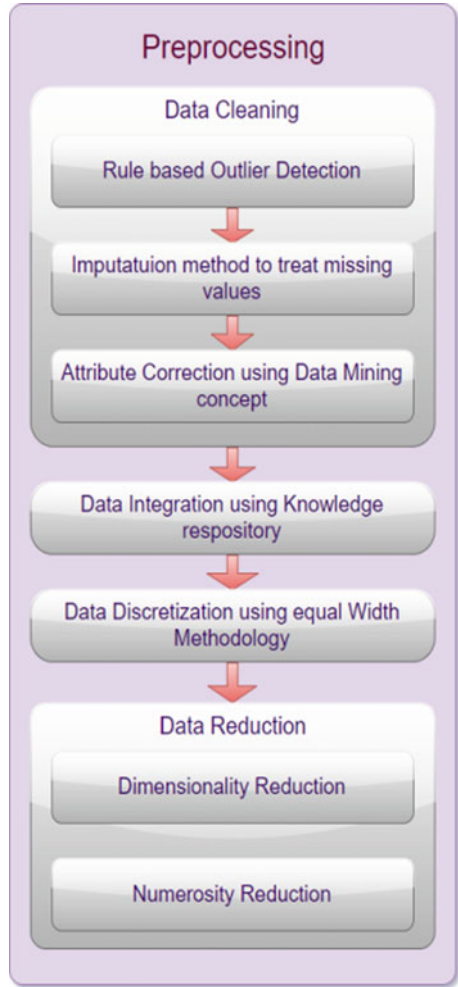 Preprocessing
Data Cleaning
Rule based Outlier Detection
Imputatuion method to treat missing
values
Attribute Correction using Data Mining
concept
Data Integration using Knowledge
respository
Data Discretization using equal Width
Methodology
Data Reduction
Dimensionality Reduction
Numerosity Reduction